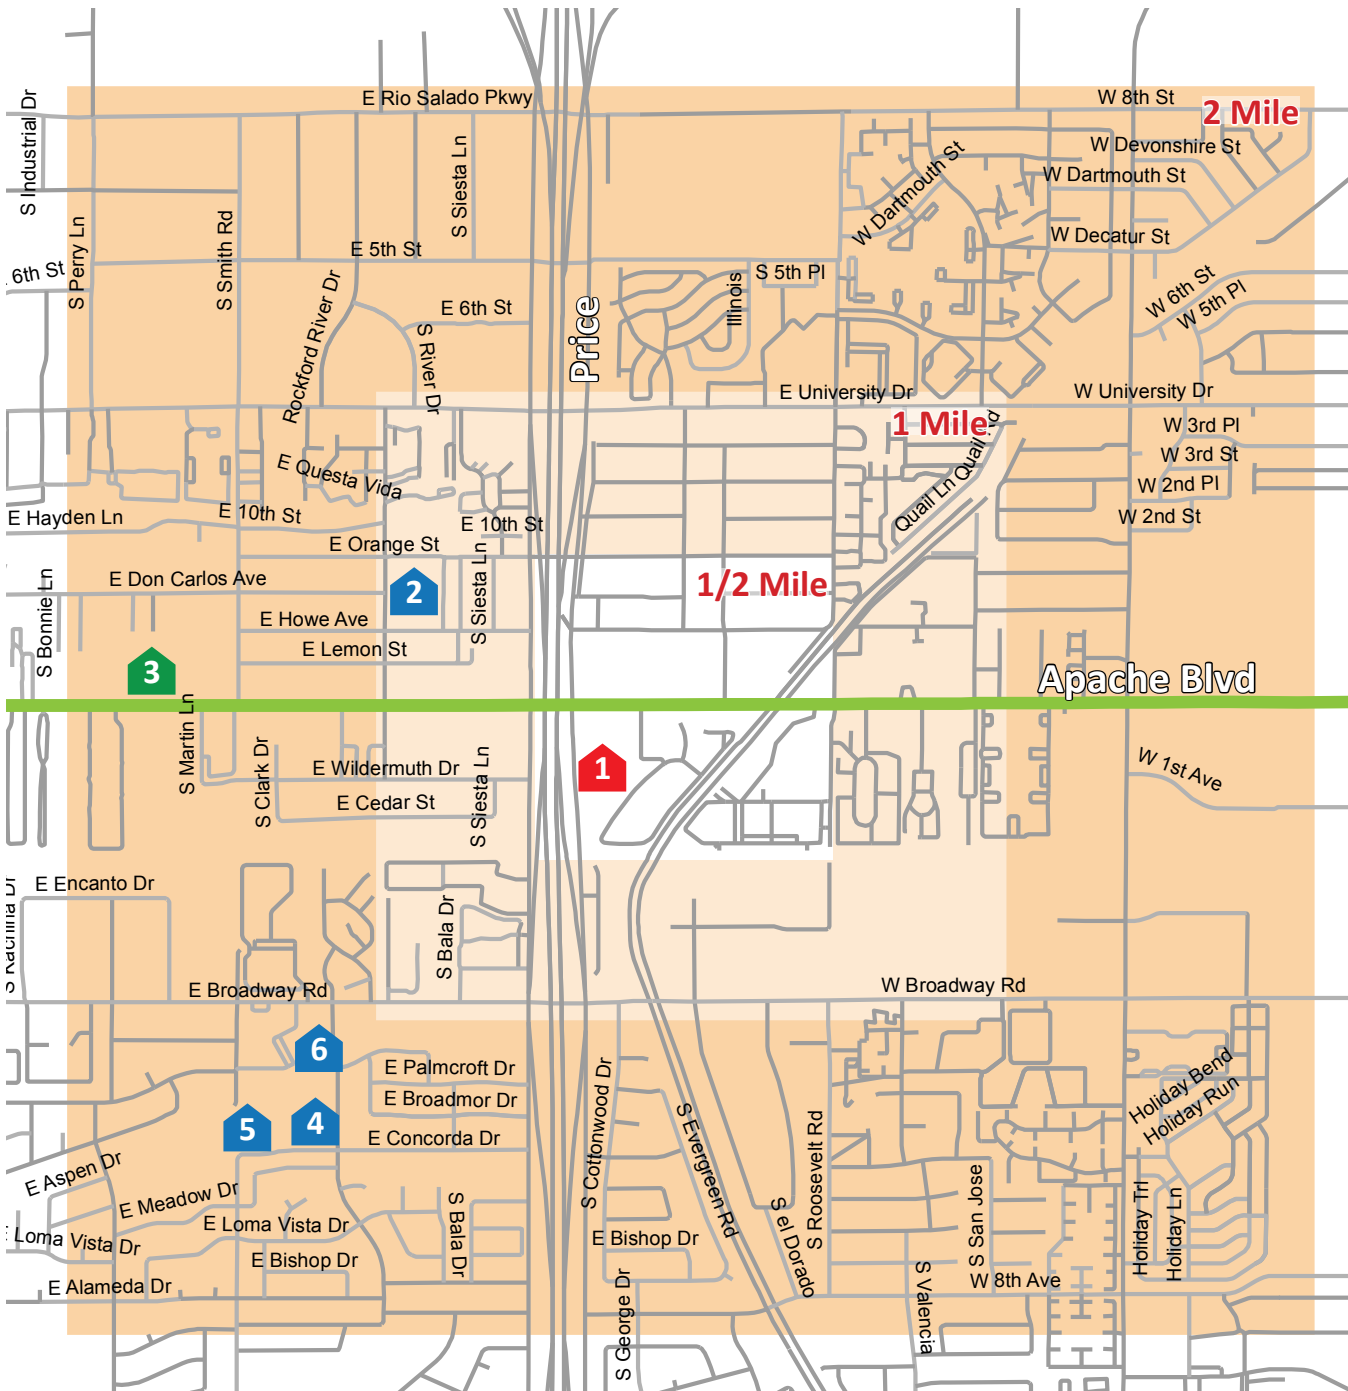 E Rio Salado Pkwy
W 8th St
2 Mile
S Industrial Dr
S Siesta Ln
W Devonshire St
W Dartmouth St
W Dartmouth St
S Perry Ln
S Smith Rd
E 5th St
W Decatur St
6th St
Rockford River Dr
E 6th St
S River Dr
Price
Illinois
S 5th Pl
W 6th St
W 5th Pl
E University Dr
W University Dr
1 Mile
Quail Rd
W 3rd Pl
W 3rd St
E Questa Vida
W 2nd Pl
Quail Ln
E Hayden Ln
E 10th St
E 10th St
W 2nd St
E Orange St
S Bonnie Ln
E Don Carlos Ave
2
S Siesta Ln
1/2 Mile
E Howe Ave
E Lemon St
3
Apache Blvd
S Martin Ln
S Clark Dr
E Wildermuth Dr
1
W 1st Ave
E Cedar St
S Siesta Ln
E Encanto Dr
S Kachina Dr
S Bala Dr
E Broadway Rd
W Broadway Rd
6
E Palmcroft Dr
E Broadmor Dr
5
4
E Concorda Dr
S Cottonwood Dr
S Evergreen Rd
S Roosevelt Rd
Holiday Bend
Holiday Run
E Aspen Dr
E Meadow Dr
E Loma Vista Dr
S Bala Dr
E Bishop Dr
S el Dorado
S San Jose
Holiday Trl
Holiday Ln
Loma Vista Dr
E Bishop Dr
E Alameda Dr
S George Dr
S Valencia
W 8th Ave